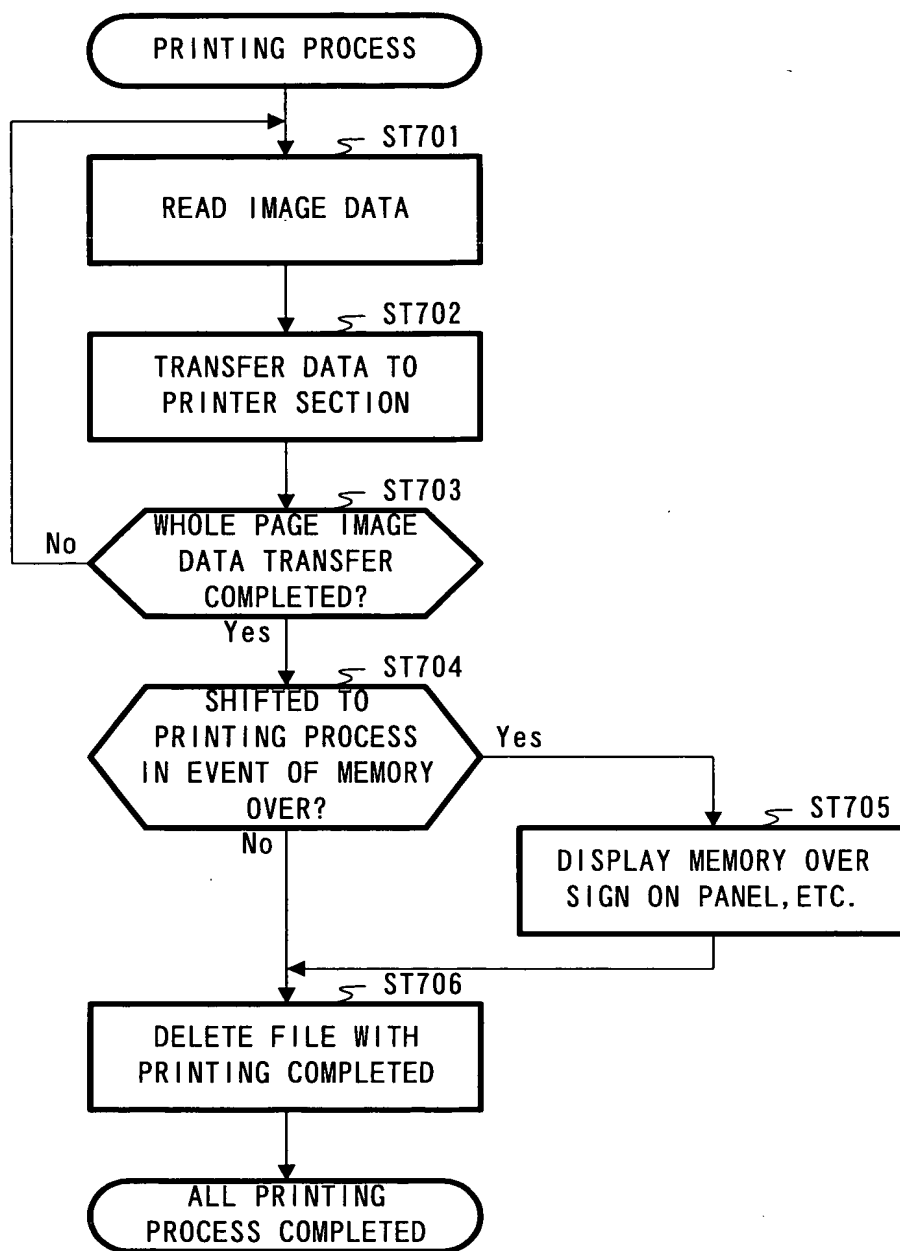 PRINTING PROCESS
ST701
READ IMAGE DATA
ST702
TRANSFER DATA TO
PRINTER SECTION
ST703
WHOLE PAGE IMAGE
DATA TRANSFER
COMPLETED?
No
Yes
ST704
SHIFTED TO
PRINTING PROCESS
IN EVENT OF MEMORY
OVER?
Yes
No
ST705
DISPLAY MEMORY OVER
SIGN ON PANEL, ETC.
ST706
DELETE FILE WITH
PRINTING COMPLETED
ALL PRINTING
PROCESS COMPLETED